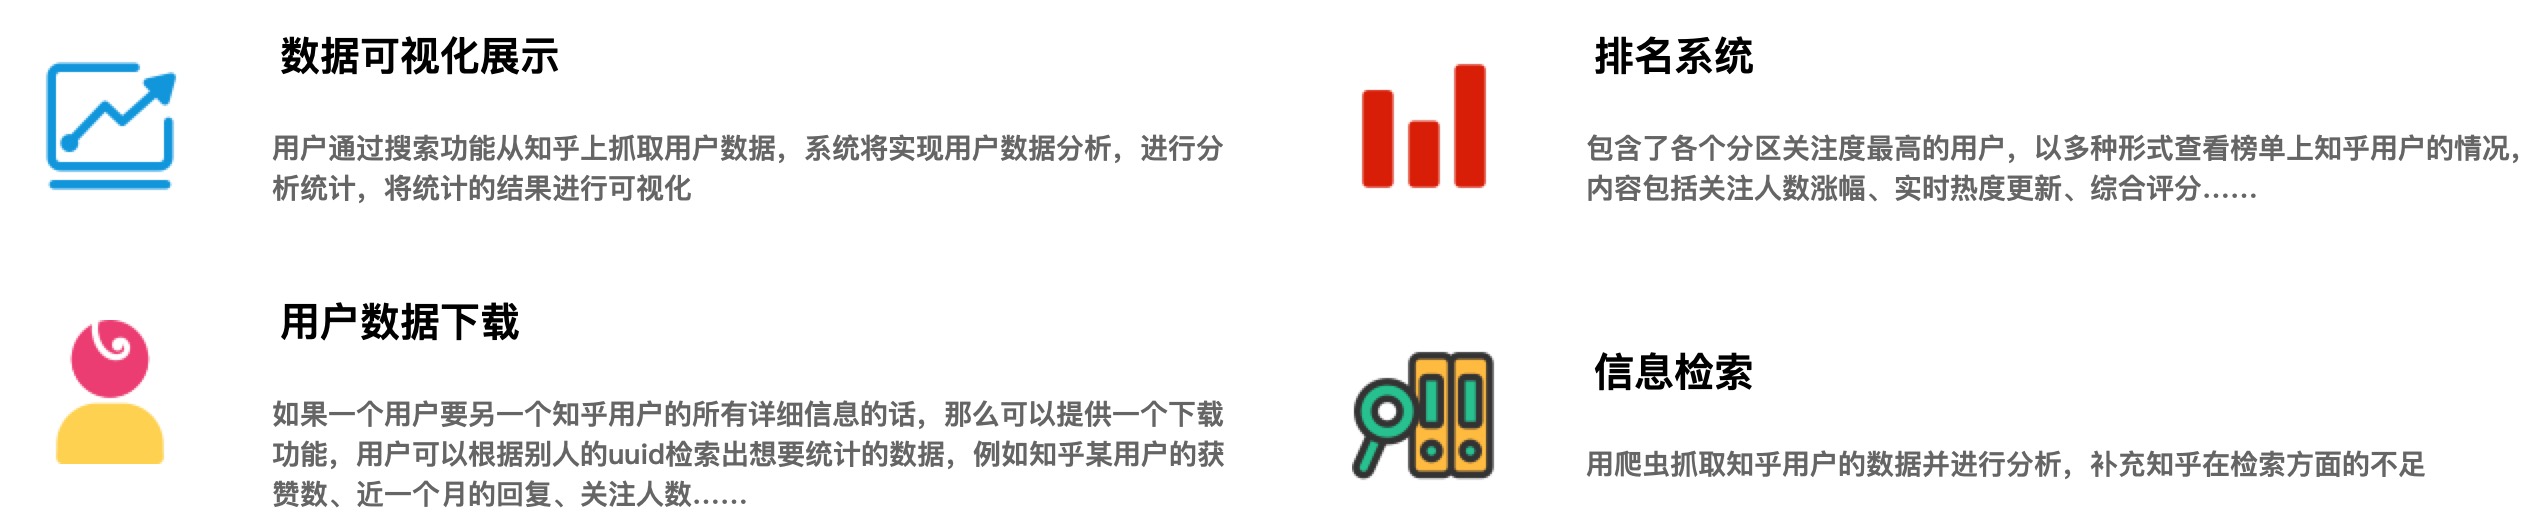 数据可视化展示
用户通过搜索功能从知乎上抓取用户数据，系统将实现用户数据分析，进行分
析统计，将统计的结果进行可视化
排名系统
包含了各个分区关注度最高的用户，以多种形式查看榜单上知乎用户的情况，
内容包括关注人数涨幅、实时热度更新、综合评分……
用户数据下载
如果一个用户要另一个知乎用户的所有详细信息的话，那么可以提供一个下载
功能，用户可以根据别人的uuid检索出想要统计的数据，例如知乎某用户的获
赞数、近一个月的回复、关注人数……
信息检索
用爬虫抓取知乎用户的数据并进行分析，补充知乎在检索方面的不足